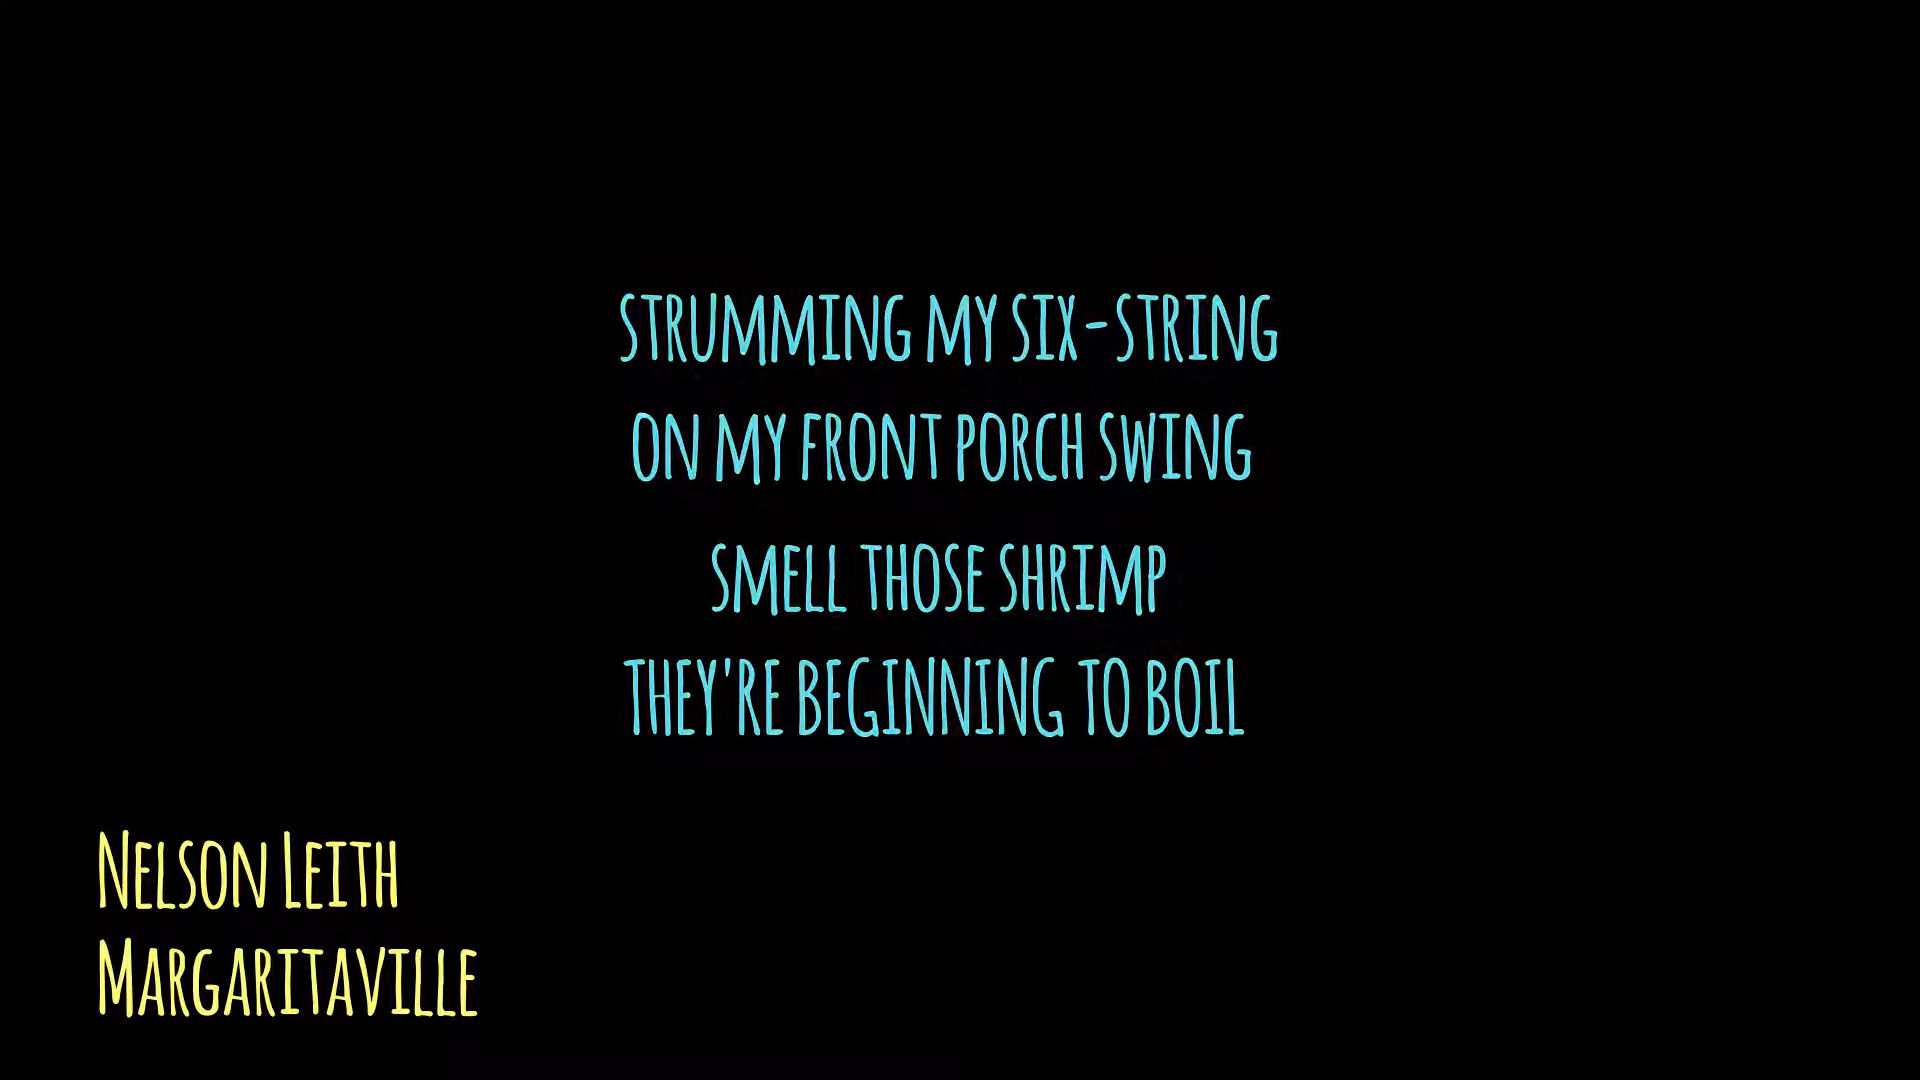 STRUMMING MY SIX-STRING
ON MY FRONT PORCH SWING
SMELL THOSE SHRIMP
THEY'RE BEGINNING TO BOIL
NELSON LEITH
MARGARITAVILLE